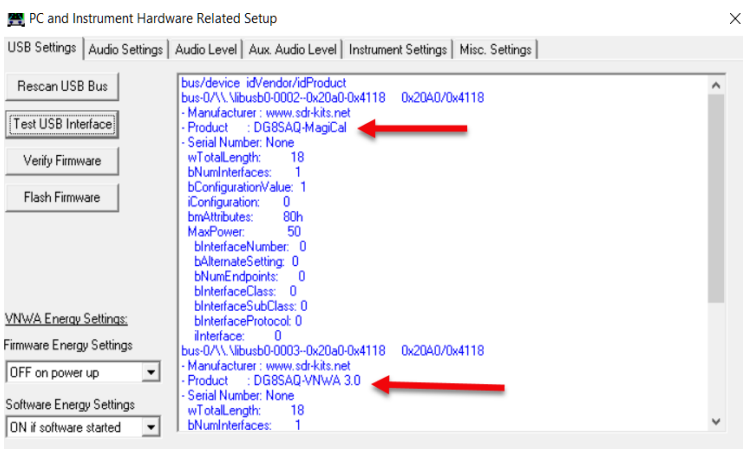 PC and Instrument Hardware Related Setup
USB Settings
Audio Settings
Audio Level
Aux. Audio Level
Instrument Settings
Misc. Settings
Rescan USB Bus
Test USB Interface
Verify Firmware
Flash Firmware
VNWA Energy Settings:
Firmware Energy Settings
OFF on power up
Software Energy Settings
ON if software started
bus/device idVendor/idProduct
bus-0/\\.\libusb0-0002--0x20a0-0x4118 0x20A0/0x4118
- Manufacturer : www.sdr-kits.net
- Product : DG8SAQ-MagiCal
- Serial Number: None
wTotalLength: 18
bNumInterfaces: 1
bConfigurationValue: 1
iConfiguration: 0
bmAttributes: 80h
MaxPower: 50
bInterfaceNumber: 0
bAlternateSetting: 0
bNumEndpoints: 0
bInterfaceClass: 0
bInterfaceSubClass: 0
bInterfaceProtocol: 0
iInterface: 0
bus-0/\\.\libusb0-0003--0x20a0-0x4118 0x20A0/0x4118
- Manufacturer : www.sdr-kits.net
- Product : DG8SAQ-VNWA 3.0
- Serial Number: None
wTotalLength: 18
bNumInterfaces: 1